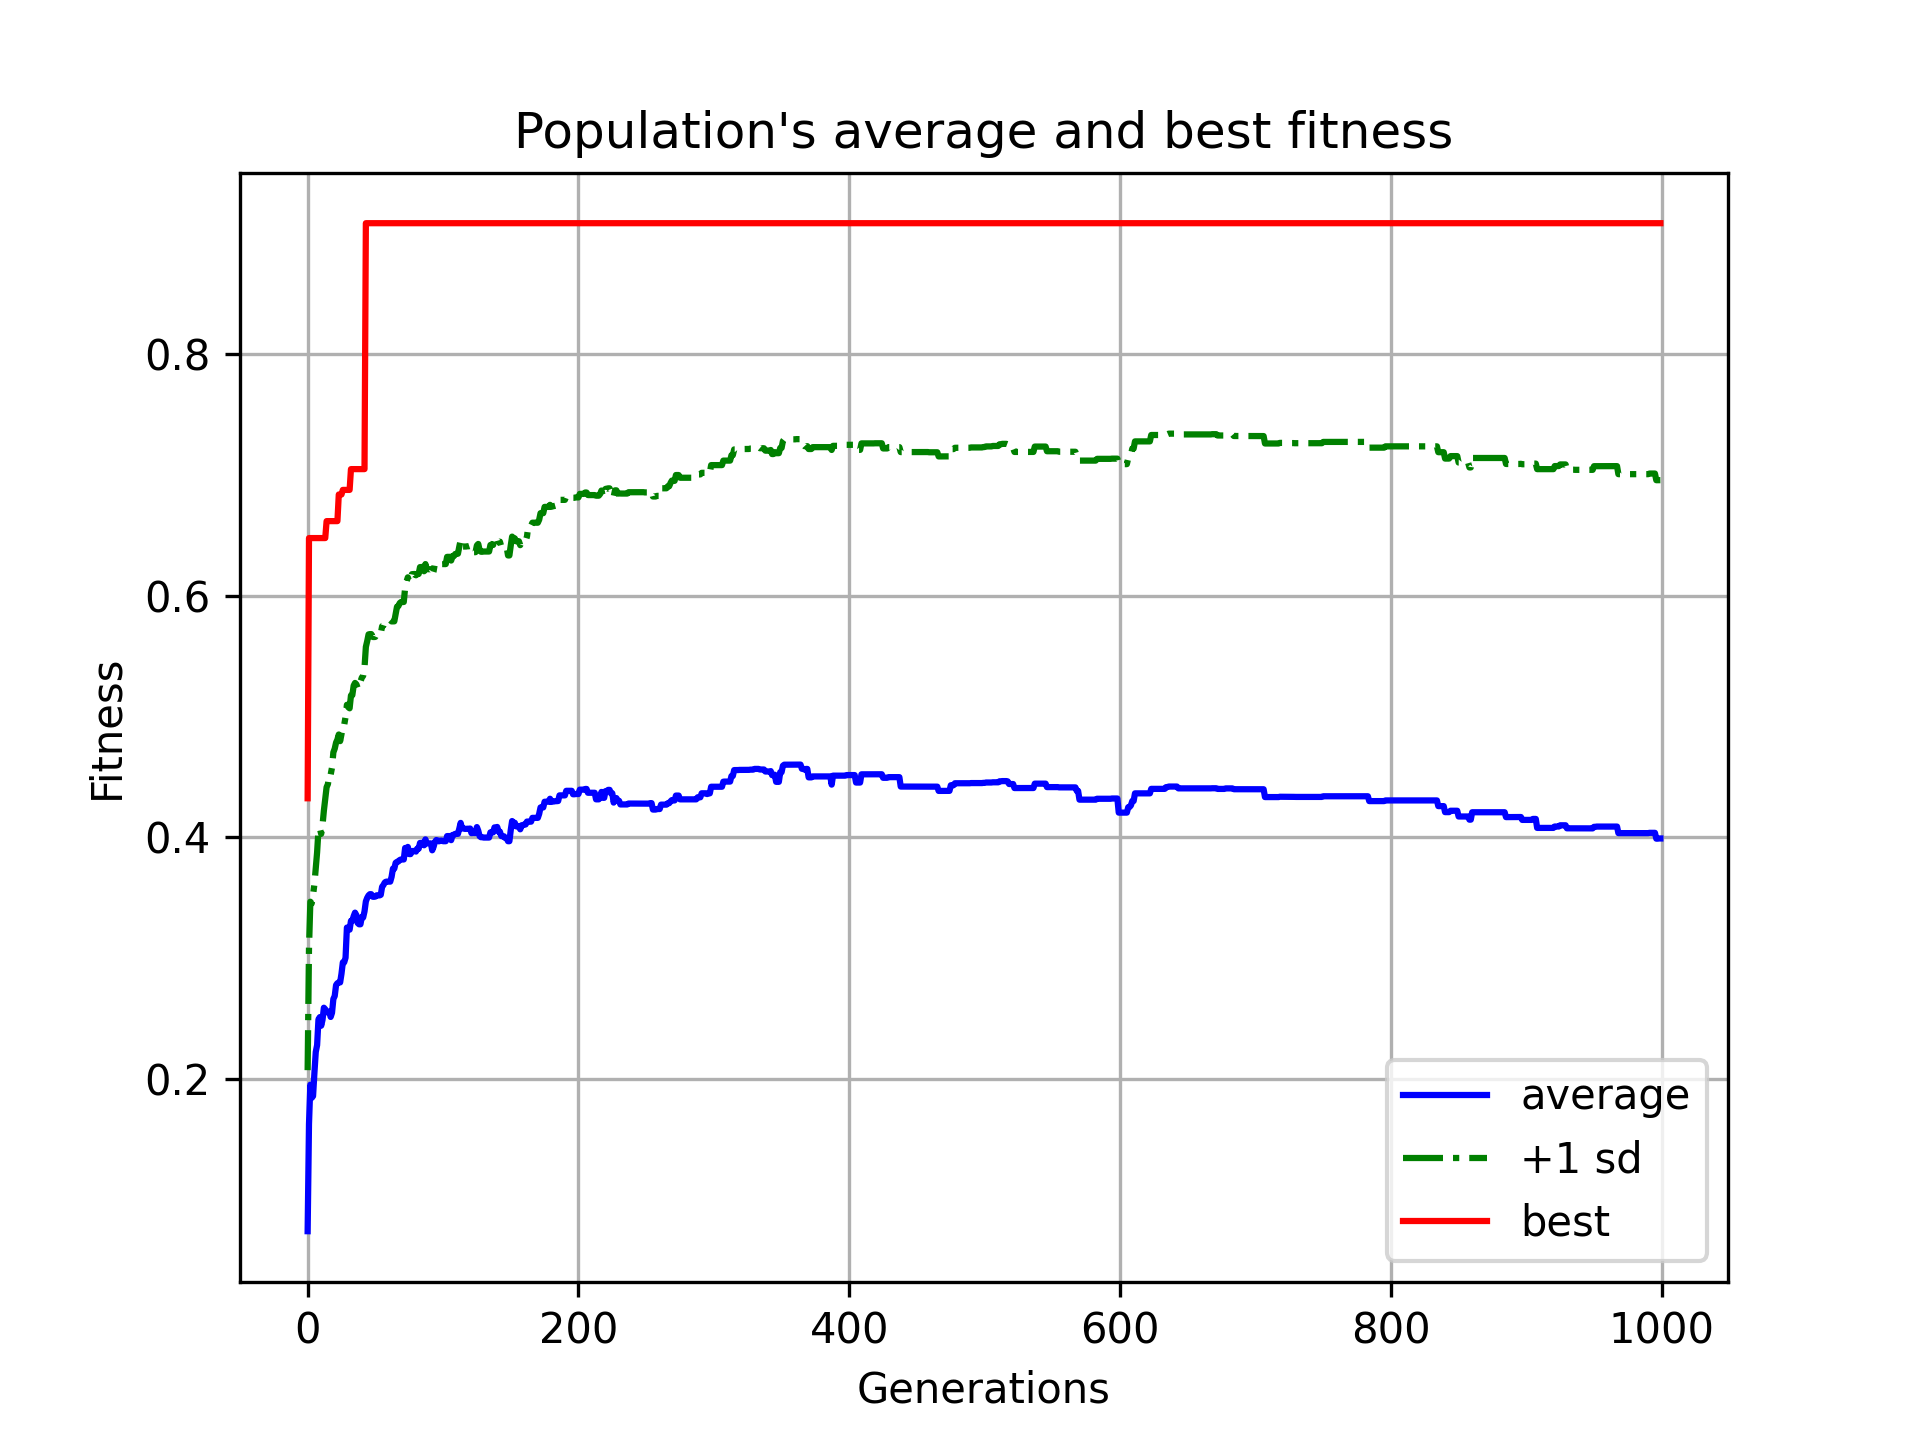 Population's average and best fitness
Fitness
0.8
0.6
0.4
0.2
average
+1 sd
best
0 200 400 600 800 1000
Generations